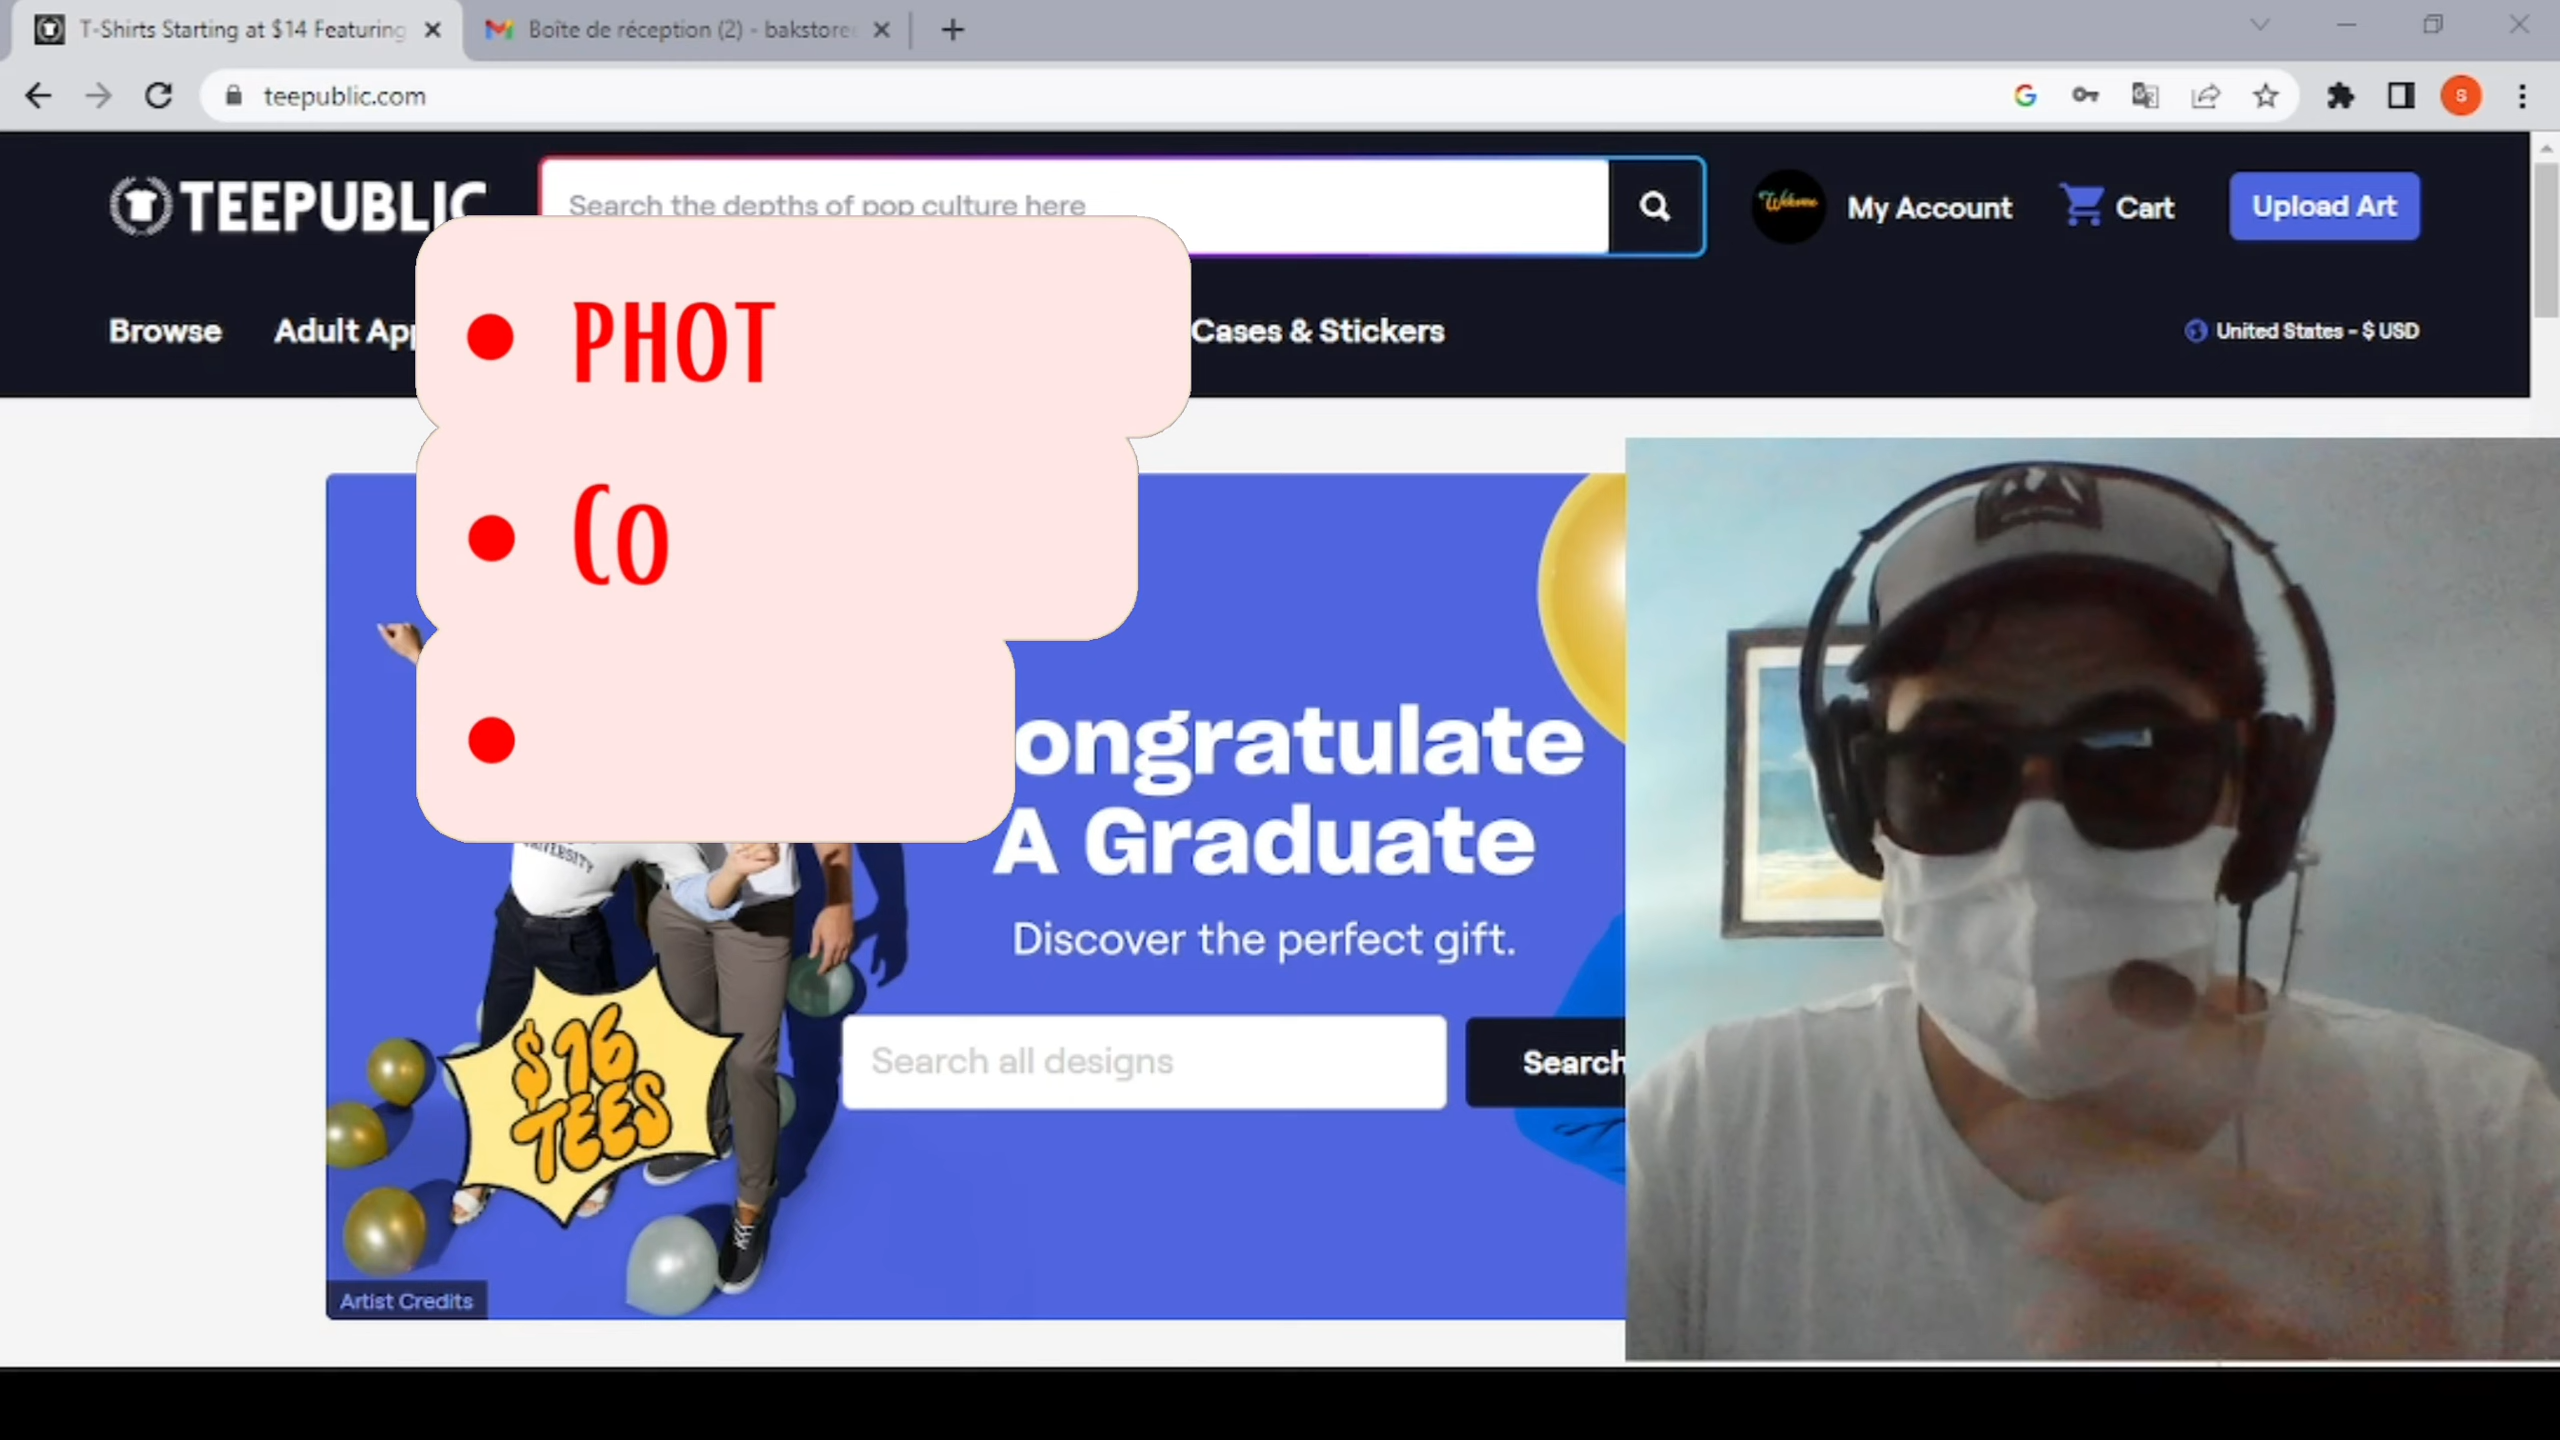 T-Shirts Starting at $14 Featuring
Boîte de réception (2) - bakstore
teepublic.com
S
TEEPUBLIC
Search the depths of pop culture here
Welcome
My Account
Cart
Upload Art
Browse
Adult App
Cases & Stickers
United States - $ USD
• PHOT
• Co
•
ongratulate
A Graduate
Discover the perfect gift.
Search all designs
Search
$16
TEES
Artist Credits